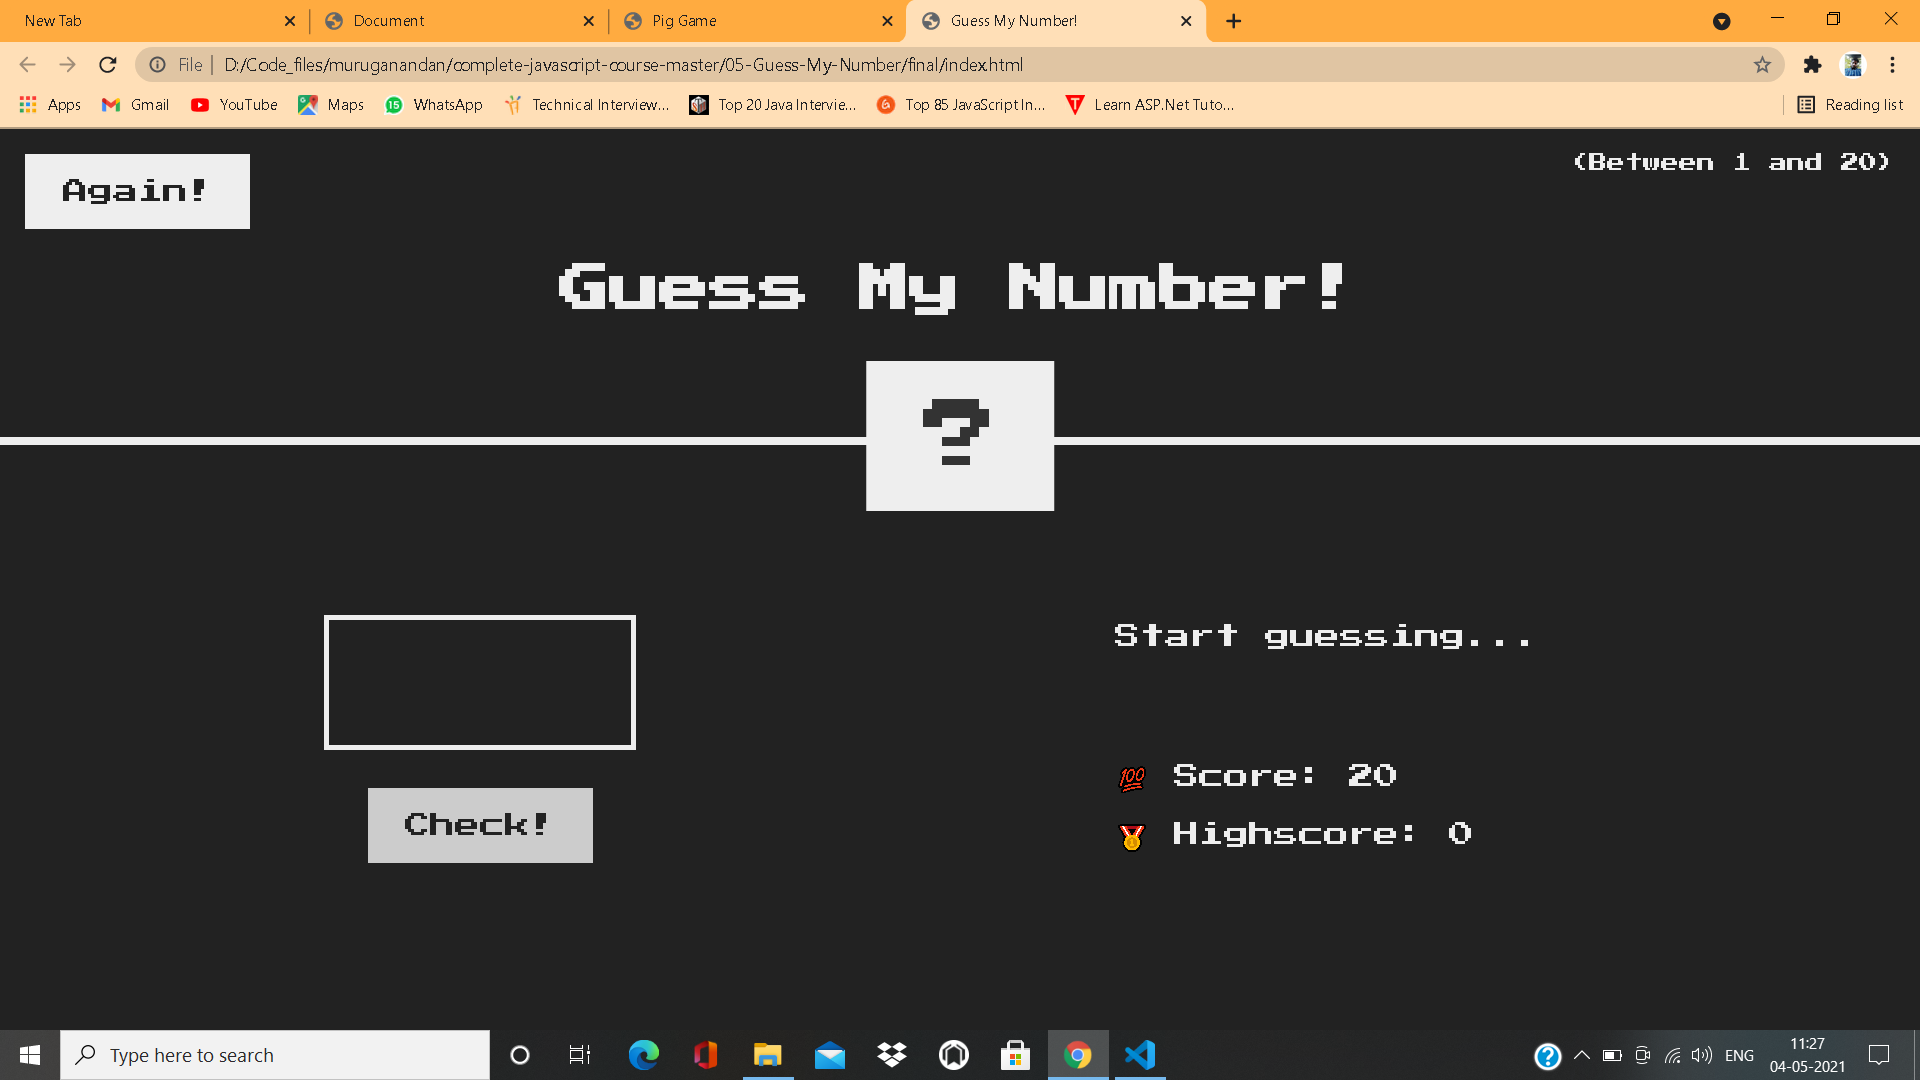 New Tab
Document
Pig Game
Guess My Number!
File
D:/Code_files/muruganandan/complete-javascript-course-master/05-Guess-My-Number/final/index.html
Apps
Gmail
YouTube
Maps
15
WhatsApp
Technical Interview...
Top 20 Java Intervie...
Top 85 JavaScript In...
T
Learn ASP.Net Tuto...
Reading list
Again!
(Between 1 and 20)
Guess My Number!
?
Start guessing...
Check!
💯 Score: 20
🥇 Highscore: 0
Type here to search
?
ENG
11:27
04-05-2021